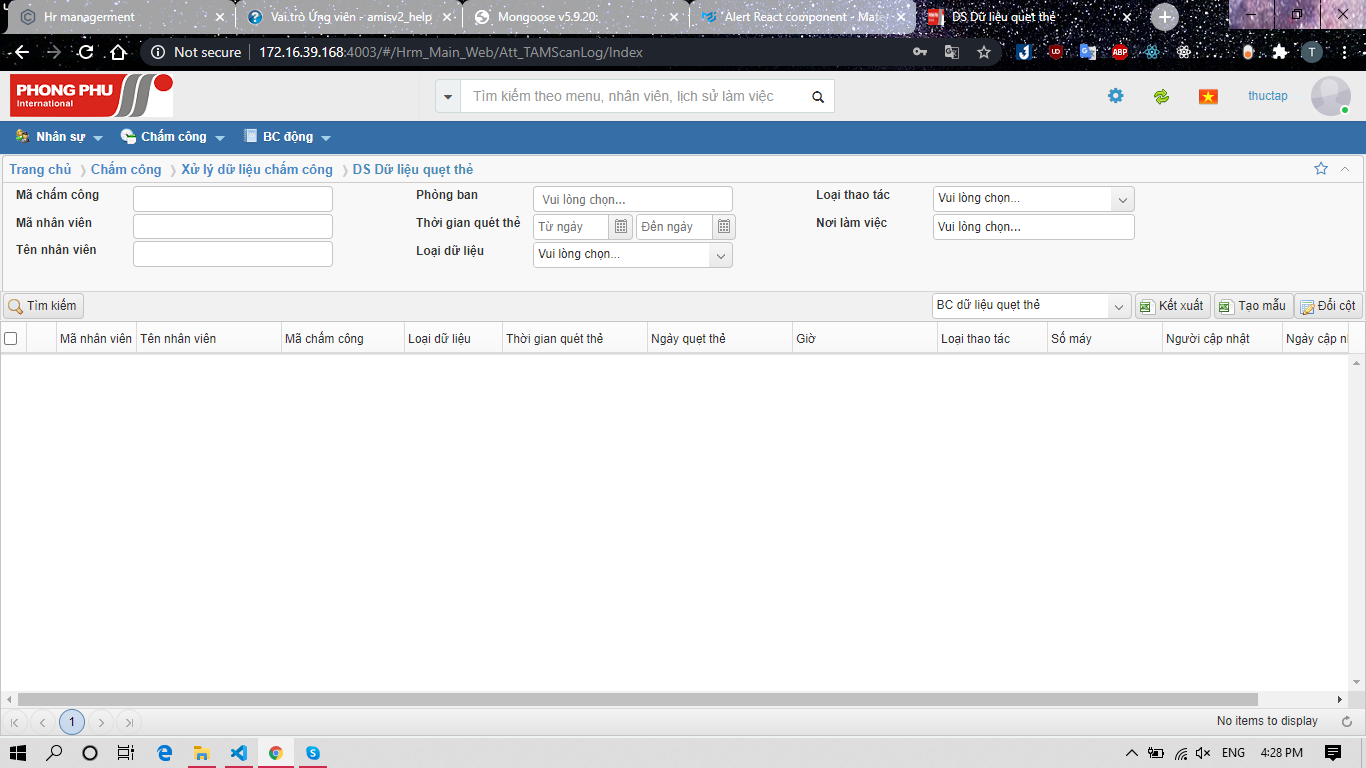 Hr managerment
Vai trò Ứng viên - amisv2_help
Mongoose v5.9.20:
Alert React component - Mate
DS Dữ liệu quẹt thẻ
Not secure | 172.16.39.168:4003/#/Hrm_Main_Web/Att_TAMScanLog/Index
T
PHONG PHU
International
Tìm kiếm theo menu, nhân viên, lịch sử làm việc
thuctap
Nhân sự Chấm công BC động
Trang chủ Chấm công Xử lý dữ liệu chấm công DS Dữ liệu quẹt thẻ
Mã chấm công Phòng ban Vui lòng chọn... Loại thao tác Vui lòng chọn...
Mã nhân viên Thời gian quét thẻ Từ ngày Đến ngày Nơi làm việc Vui lòng chọn...
Tên nhân viên Loại dữ liệu Vui lòng chọn...
Tìm kiếm BC dữ liệu quẹt thẻ Kết xuất Tạo mẫu Đổi cột
Mã nhân viên Tên nhân viên Mã chấm công Loại dữ liệu Thời gian quét thẻ Ngày quẹt thẻ Giờ Loại thao tác Số máy Người cập nhật Ngày cập nh
1 No items to display
ENG 4:28 PM